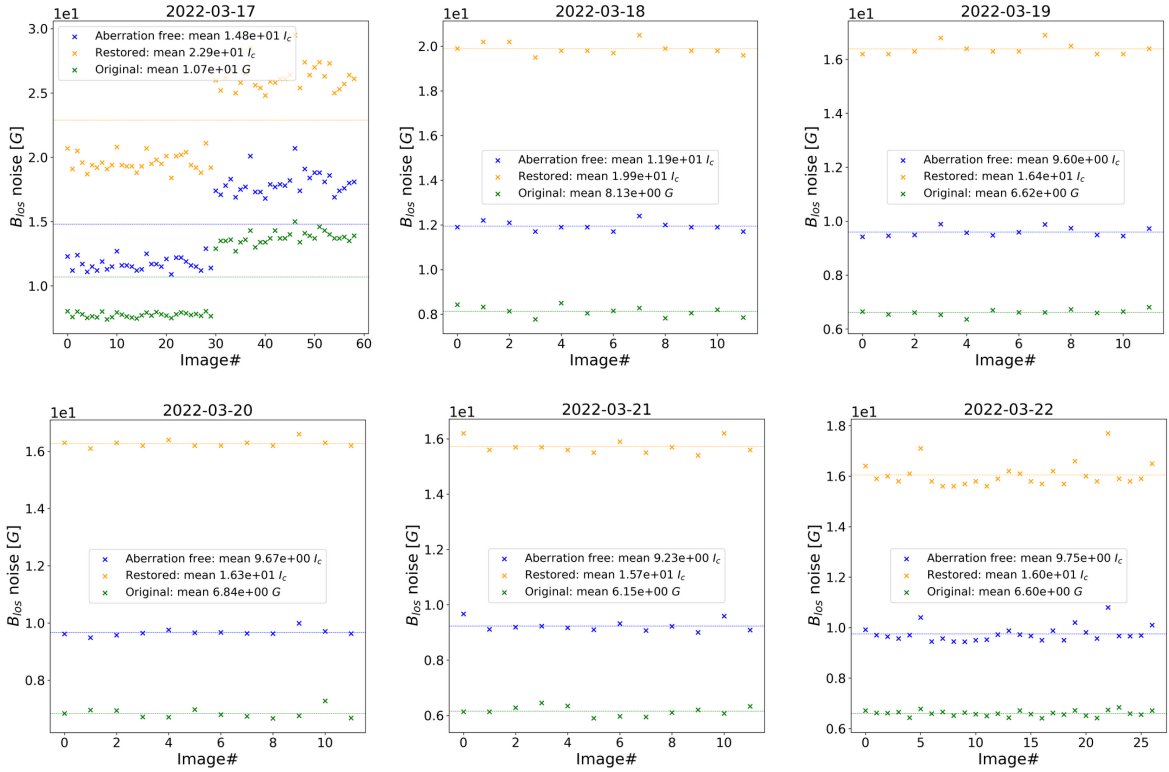 2022-03-17
1e1
3.0
2.5
2.0
1.5
1.0
B_los noise [G]
Aberration free: mean 1.48e+01 I_c
Restored: mean 2.29e+01 I_c
Original: mean 1.07e+01 G
0 10 20 30 40 50 60
Image#
2022-03-18
1e1
2.0
1.8
1.6
1.4
1.2
1.0
0.8
B_los noise [G]
Aberration free: mean 1.19e+01 I_c
Restored: mean 1.99e+01 I_c
Original: mean 8.13e+00 G
0 2 4 6 8 10
Image#
2022-03-19
1e1
1.6
1.4
1.2
1.0
0.8
0.6
B_los noise [G]
Aberration free: mean 9.60e+00 I_c
Restored: mean 1.64e+01 I_c
Original: mean 6.62e+00 G
0 2 4 6 8 10
Image#
2022-03-20
1e1
1.6
1.4
1.2
1.0
0.8
B_los noise [G]
Aberration free: mean 9.67e+00 I_c
Restored: mean 1.63e+01 I_c
Original: mean 6.84e+00 G
0 2 4 6 8 10
Image#
2022-03-21
1e1
1.6
1.4
1.2
1.0
0.8
0.6
B_los noise [G]
Aberration free: mean 9.23e+00 I_c
Restored: mean 1.57e+01 I_c
Original: mean 6.15e+00 G
0 2 4 6 8 10
Image#
2022-03-22
1e1
1.8
1.6
1.4
1.2
1.0
0.8
0.6
B_los noise [G]
Aberration free: mean 9.75e+00 I_c
Restored: mean 1.60e+01 I_c
Original: mean 6.60e+00 G
0 5 10 15 20 25
Image#